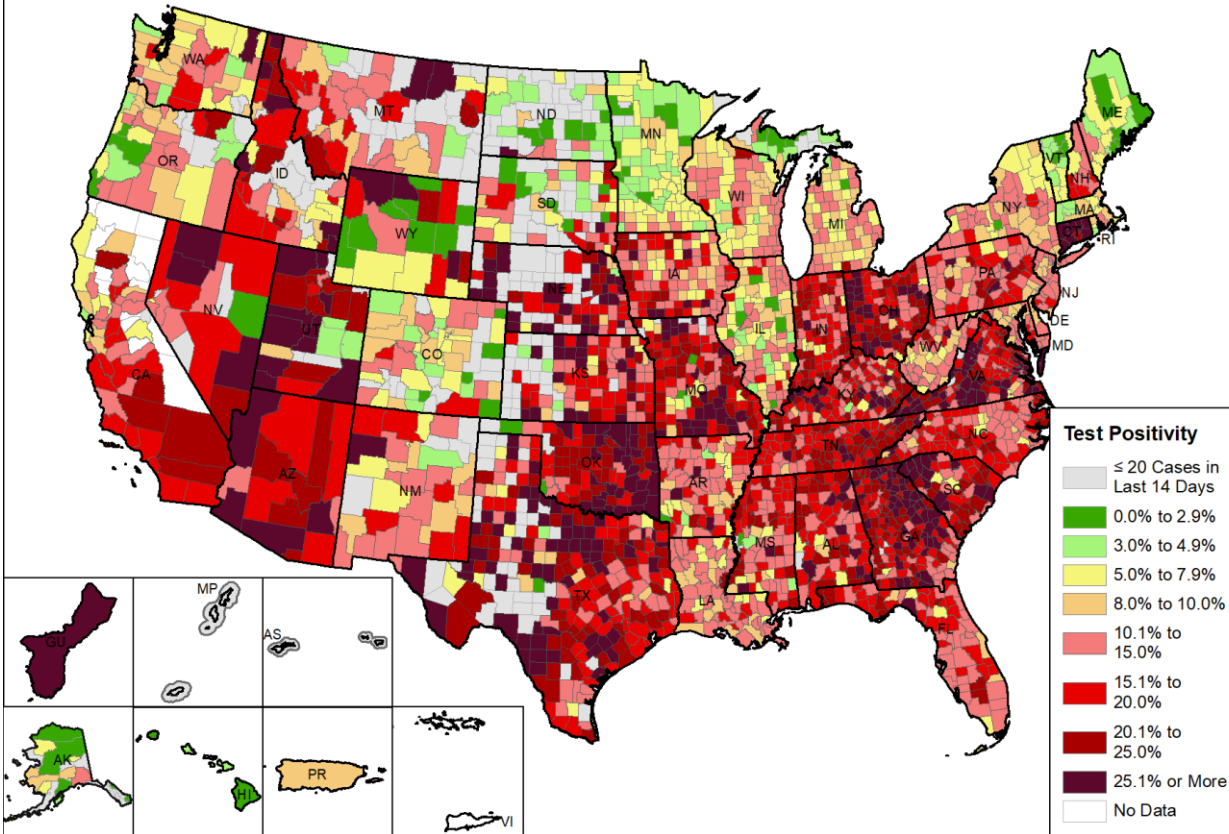 WA
MT
ND
MN
ME
OR
ID
SD
WI
VT
NH
NY
MA
WY
MI
CT
RI
NE
IA
PA
NJ
NV
UT
CO
IL
IN
OH
DE
MD
CA
KS
MO
WV
VA
KY
AZ
NM
OK
AR
TN
NC
SC
TX
MS
AL
GA
LA
FL
GU
MP
AS
AK
HI
PR
VI
Test Positivity
≤ 20 Cases in
Last 14 Days
0.0% to 2.9%
3.0% to 4.9%
5.0% to 7.9%
8.0% to 10.0%
10.1% to
15.0%
15.1% to
20.0%
20.1% to
25.0%
25.1% or More
No Data